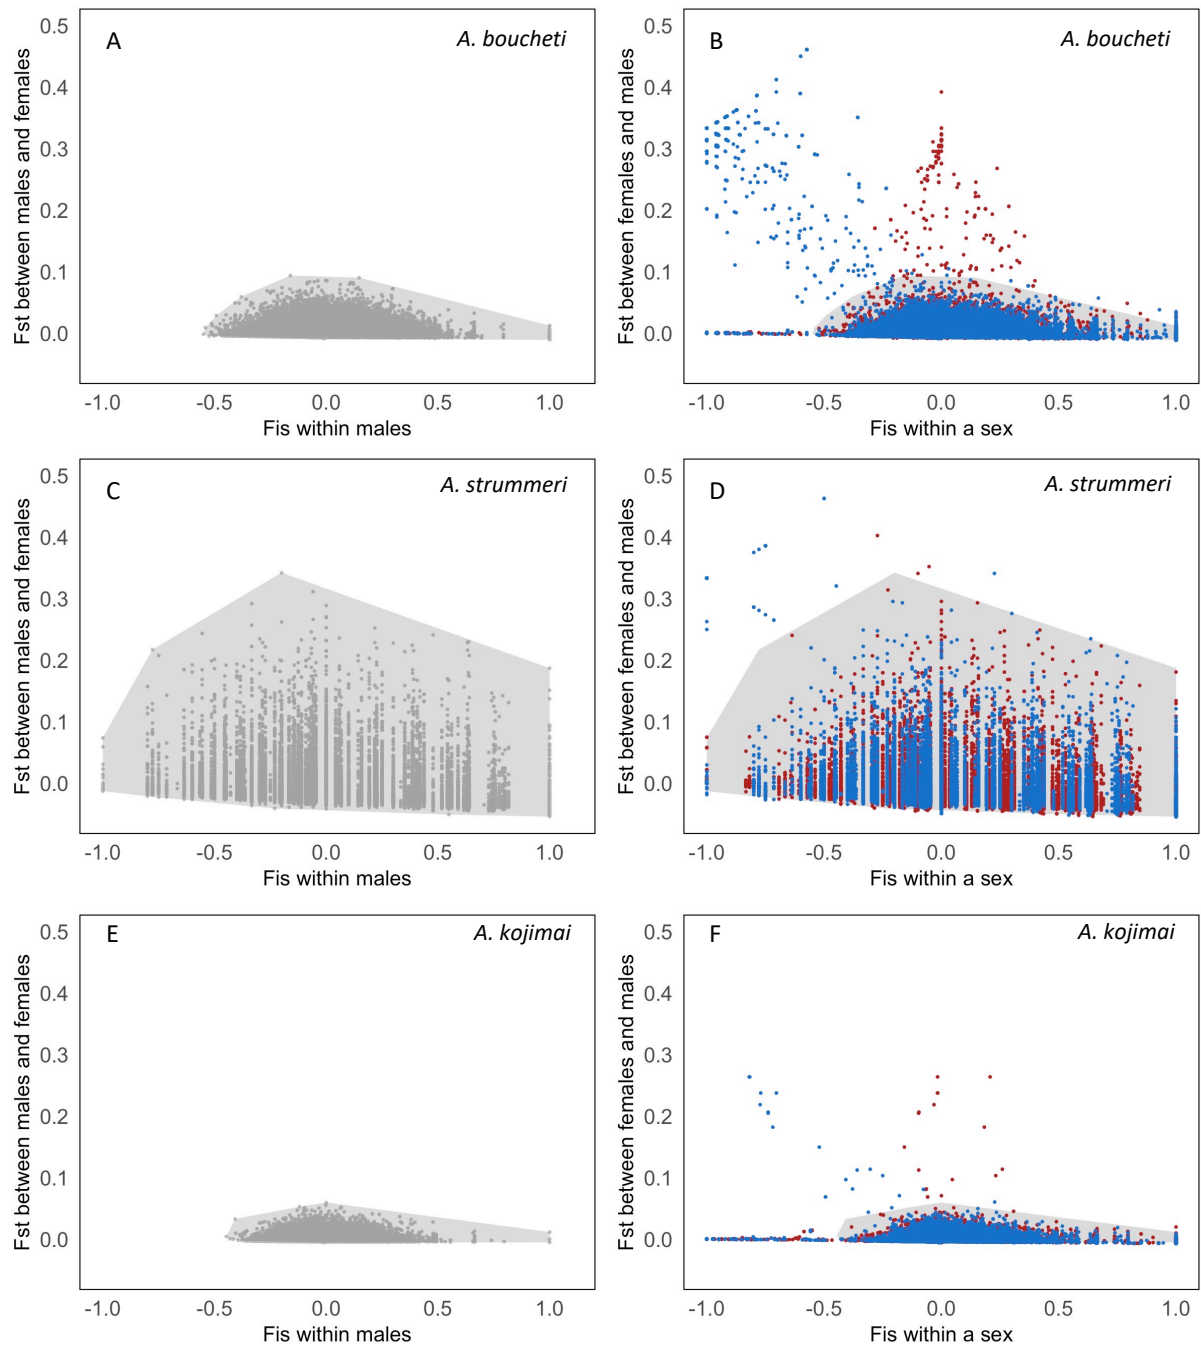 A
A. boucheti
Fst between males and females
0.5
0.4
0.3
0.2
0.1
0.0
-1.0 -0.5 0.0 0.5 1.0
Fis within males
B
A. boucheti
Fst between females and males
0.5
0.4
0.3
0.2
0.1
0.0
-1.0 -0.5 0.0 0.5 1.0
Fis within a sex
C
A. strummeri
Fst between males and females
0.5
0.4
0.3
0.2
0.1
0.0
-1.0 -0.5 0.0 0.5 1.0
Fis within males
D
A. strummeri
Fst between females and males
0.5
0.4
0.3
0.2
0.1
0.0
-1.0 -0.5 0.0 0.5 1.0
Fis within a sex
E
A. kojimai
Fst between males and females
0.5
0.4
0.3
0.2
0.1
0.0
-1.0 -0.5 0.0 0.5 1.0
Fis within males
F
A. kojimai
Fst between females and males
0.5
0.4
0.3
0.2
0.1
0.0
-1.0 -0.5 0.0 0.5 1.0
Fis within a sex